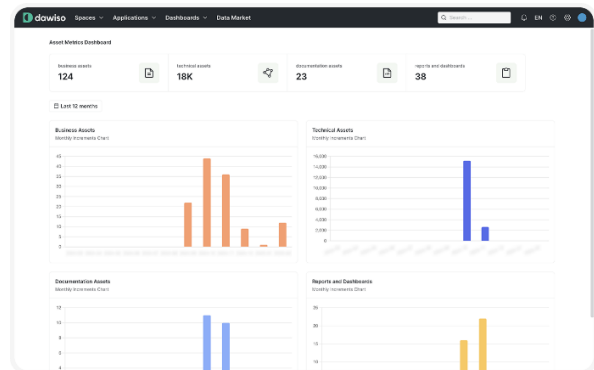 dawiso Spaces Applications Dashboards Data Market Search ... EN
Asset Metrics Dashboard
business assets
124
technical assets
18K
documentation assets
23
reports and dashboards
38
Last 12 months
Business Assets
Monthly Increments Chart
45
40
35
30
25
20
15
10
5
0
Technical Assets
Monthly Increments Chart
16,000
14,000
12,000
10,000
8,000
6,000
4,000
2,000
0
Documentation Assets
Monthly Increments Chart
12
10
8
6
4
Reports and Dashboards
Monthly Increments Chart
25
20
15
10